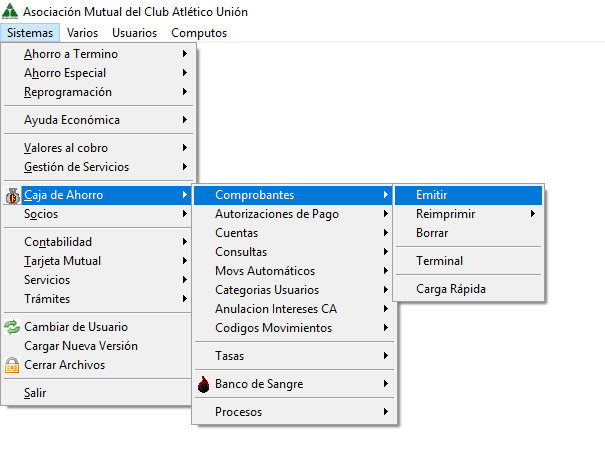 Asociación Mutual del Club Atlético Unión
Sistemas Varios Usuarios Computos
Ahorro a Termino
Ahorro Especial
Reprogramación
Ayuda Económica
Valores al cobro
Gestión de Servicios
Caja de Ahorro
Socios
Contabilidad
Tarjeta Mutual
Servicios
Trámites
Cambiar de Usuario
Cargar Nueva Versión
Cerrar Archivos
Salir
Comprobantes
Autorizaciones de Pago
Cuentas
Consultas
Movs Automáticos
Categorias Usuarios
Anulacion Intereses CA
Codigos Movimientos
Tasas
Banco de Sangre
Procesos
Emitir
Reimprimir
Borrar
Terminal
Carga Rápida